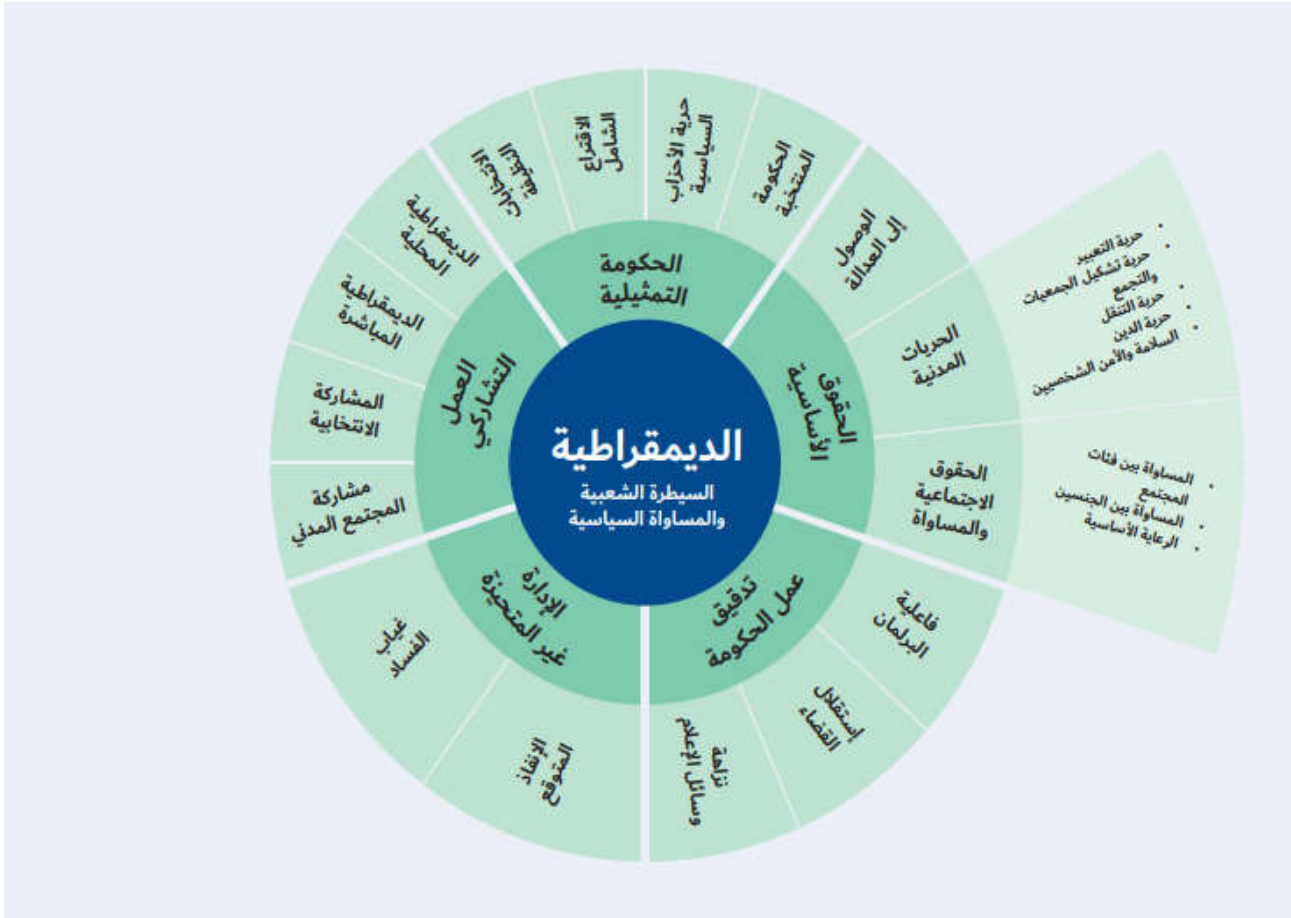 الديمقراطية
السيطرة الشعبية
والمساواة السياسية
الحكومة
التمثيلية
الحكومة
المنتخبة
حرية الأحزاب
السياسية
الاقتراع
الشامل
الانتخابات
النظيفة
الحقوق
الأساسية
الوصول
إلى العدالة
الحريات
المدنية
• حرية التعبير
• حرية تشكيل الجمعيات
والتجمع
• حرية التنقل
• حرية الدين
• السلامة والأمن الشخصيين
الحقوق
الاجتماعية
والمساواة
• المساواة بين فئات
المجتمع
• المساواة بين الجنسين
• الرعاية الأساسية
تدقيق
عمل الحكومة
فاعلية
البرلمان
إستقلال
القضاء
نزاهة
وسائل الإعلام
الإدارة
غير المتحيزة
الإنفاذ
المتوقع
غياب
الفساد
العمل
التشاركي
مشاركة
المجتمع المدني
المشاركة
الانتخابية
الديمقراطية
المباشرة
الديمقراطية
المحلية